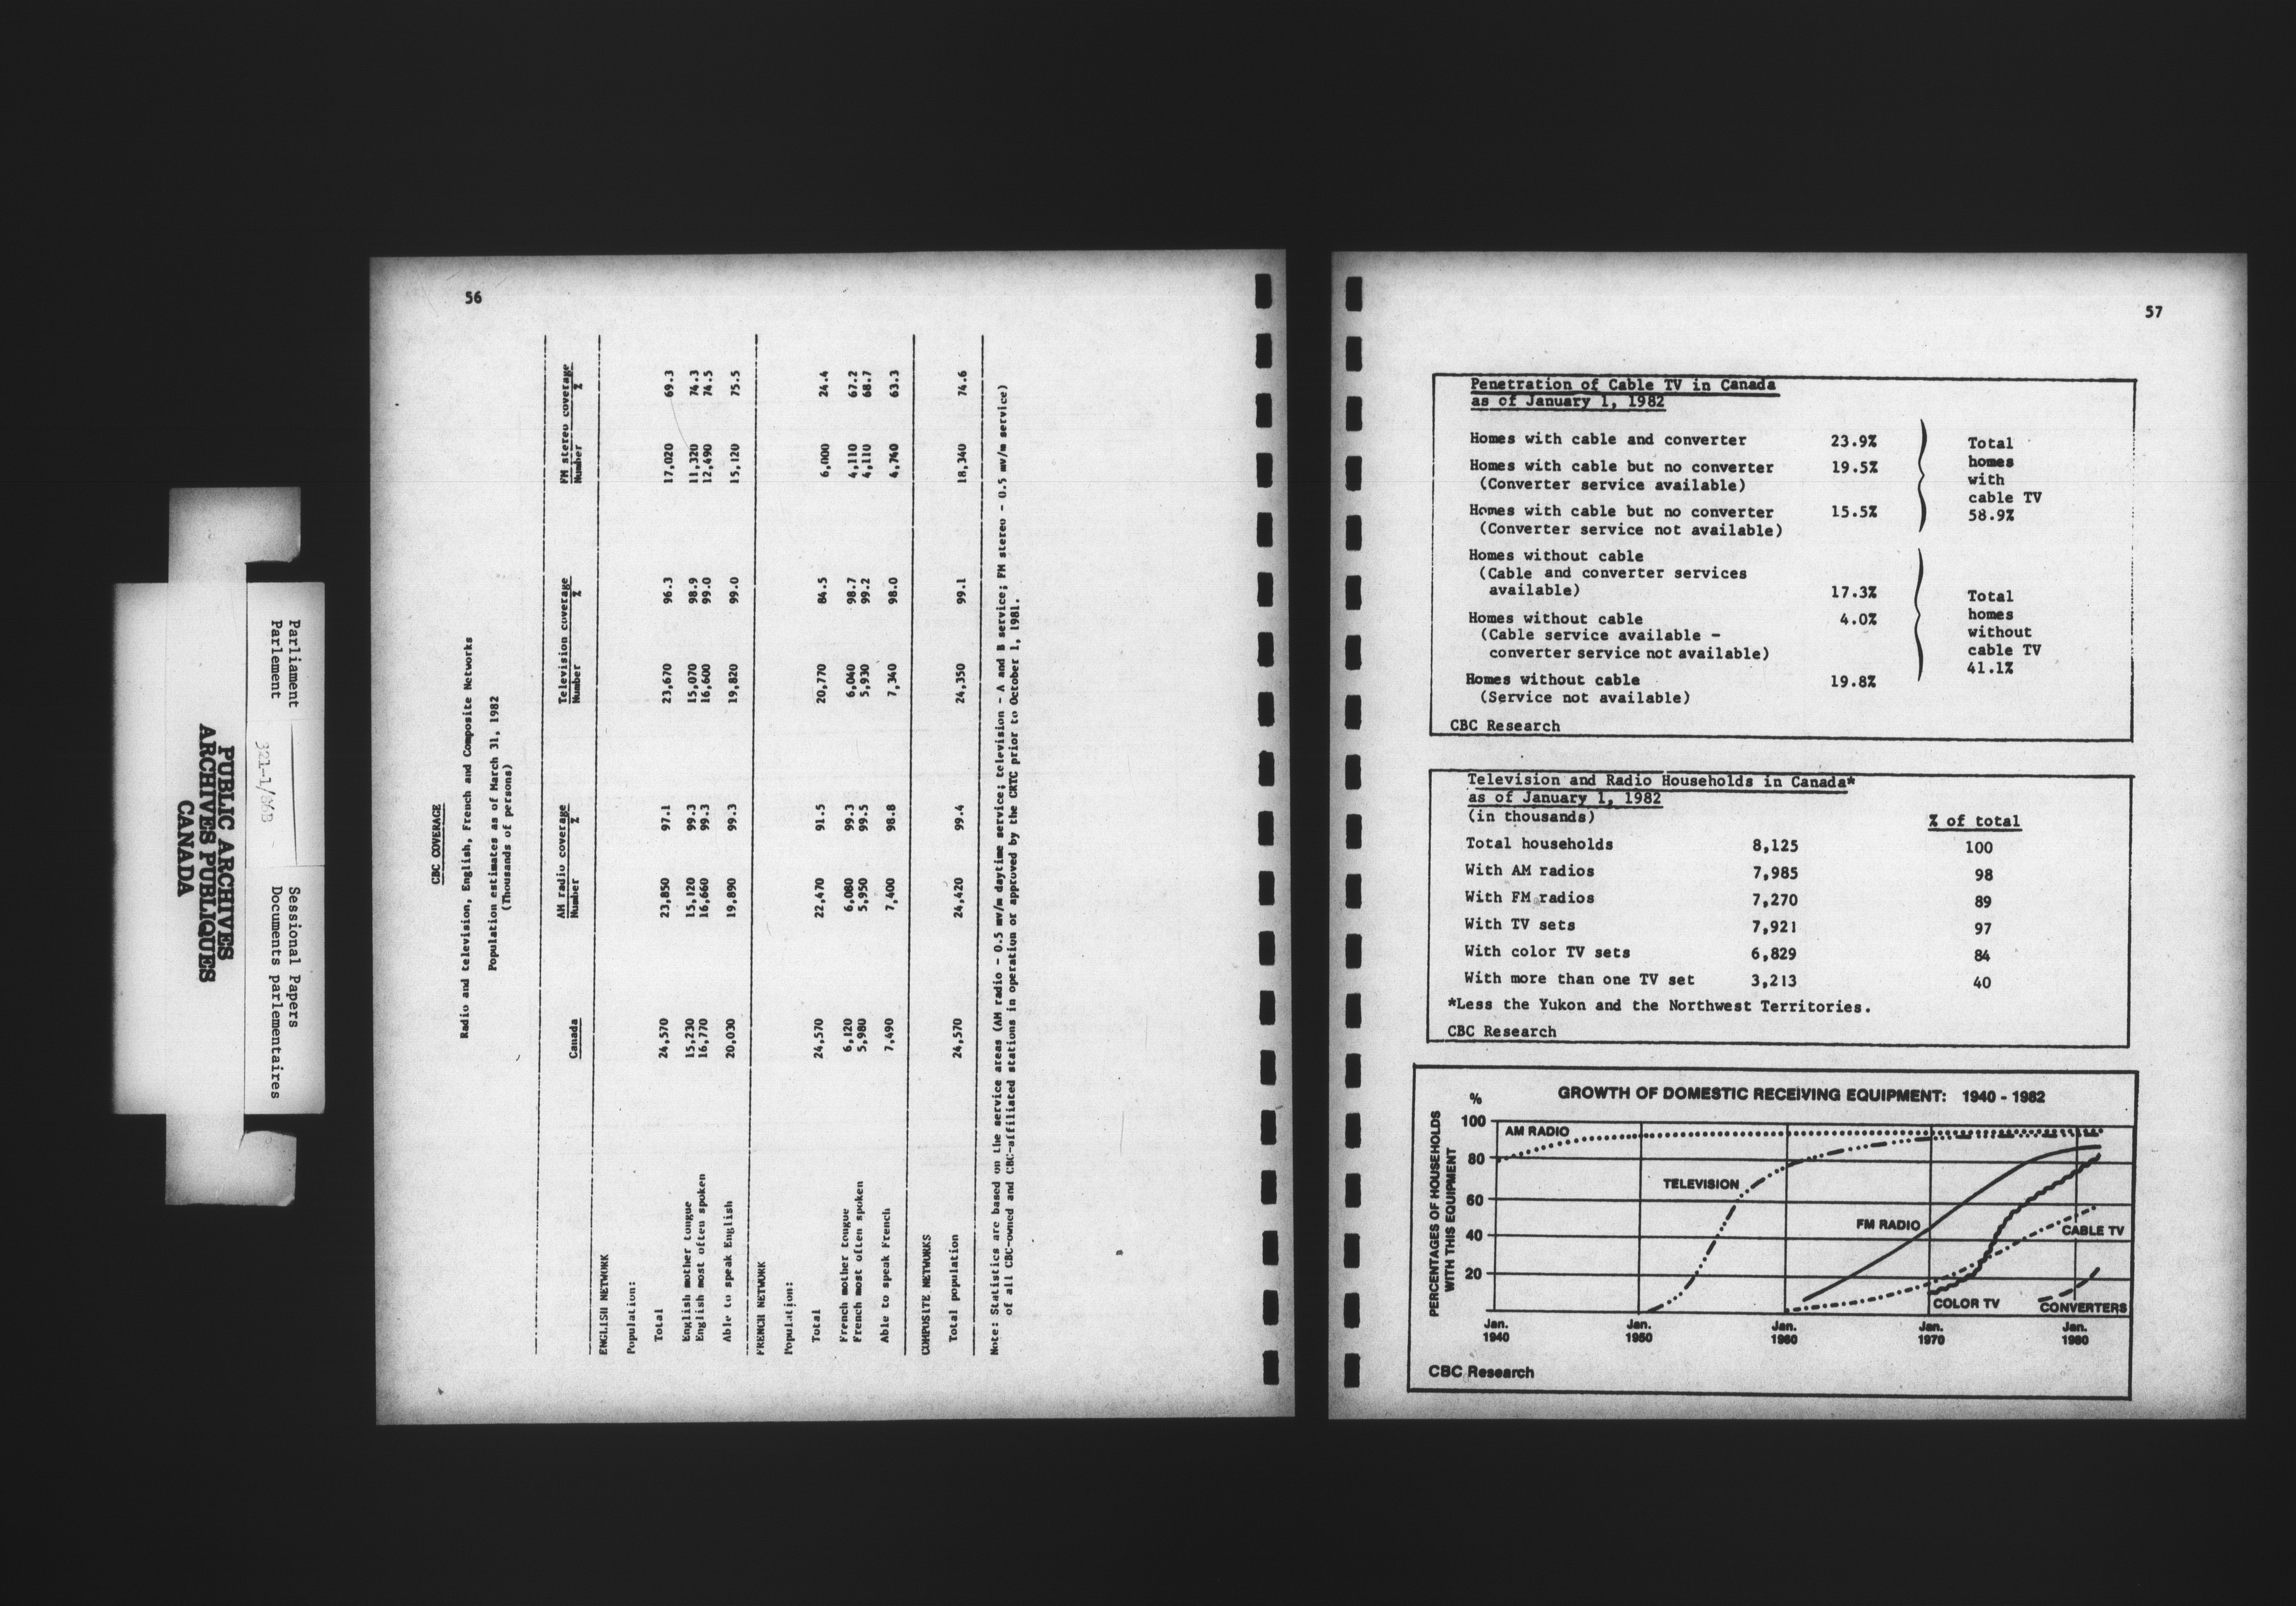 Parliament
Parlement
321-1/86B
Sessional Papers
Documents parlementaires
PUBLIC ARCHIVES
ARCHIVES PUBLIQUES
CANADA
56
CBC COVERAGE
Radio and television, English, French and Composite Networks
Population estimates as of March 31, 1982
(Thousands of persons)
Canada AM radio coverage Television coverage FM stereo coverage
Number % Number % Number %
ENGLISH NETWORK
Population:
Total 24,570 23,850 97.1 23,670 96.3 17,020 69.3
English mother tongue 15,230 15,120 99.3 15,070 98.9 11,320 74.3
English most often spoken 16,770 16,660 99.3 16,600 99.0 12,490 74.5
Able to speak English 20,030 19,890 99.3 19,820 99.0 15,120 75.5
FRENCH NETWORK
Population:
Total 24,570 22,470 91.5 20,770 84.5 6,000 24.4
French mother tongue 6,120 6,080 99.3 6,040 98.7 4,110 67.2
French most often spoken 5,980 5,950 99.5 5,930 99.2 4,110 68.7
Able to speak French 7,490 7,400 98.8 7,340 98.0 4,740 63.3
COMPOSITE NETWORKS
Total population 24,570 24,420 99.4 24,350 99.1 18,340 74.6
Note: Statistics are based on the service areas (AM radio - 0.5 mv/m daytime service; television - A and B service; FM stereo - 0.5 mv/m service)
of all CBC-owned and CBC-affiliated stations in operation or approved by the CRTC prior to October 1, 1981.
57
Penetration of Cable TV in Canada
as of January 1, 1982
Homes with cable and converter 23.9%
Homes with cable but no converter 19.5%
(Converter service available)
Homes with cable but no converter 15.5%
(Converter service not available)
Total
homes
with
cable TV
58.9%
Homes without cable
(Cable and converter services
available) 17.3%
Homes without cable 4.0%
(Cable service available -
converter service not available)
Homes without cable 19.8%
(Service not available)
Total
homes
without
cable TV
41.1%
CBC Research
Television and Radio Households in Canada*
as of January 1, 1982
(in thousands) % of total
Total households 8,125 100
With AM radios 7,985 98
With FM radios 7,270 89
With TV sets 7,921 97
With color TV sets 6,829 84
With more than one TV set 3,213 40
*Less the Yukon and the Northwest Territories.
CBC Research
GROWTH OF DOMESTIC RECEIVING EQUIPMENT: 1940 - 1982
%
PERCENTAGES OF HOUSEHOLDS
WITH THIS EQUIPMENT
100
80
60
40
20
AM RADIO
TELEVISION
FM RADIO
CABLE TV
COLOR TV
CONVERTERS
Jan. Jan. Jan. Jan. Jan.
1940 1950 1960 1970 1980
CBC Research